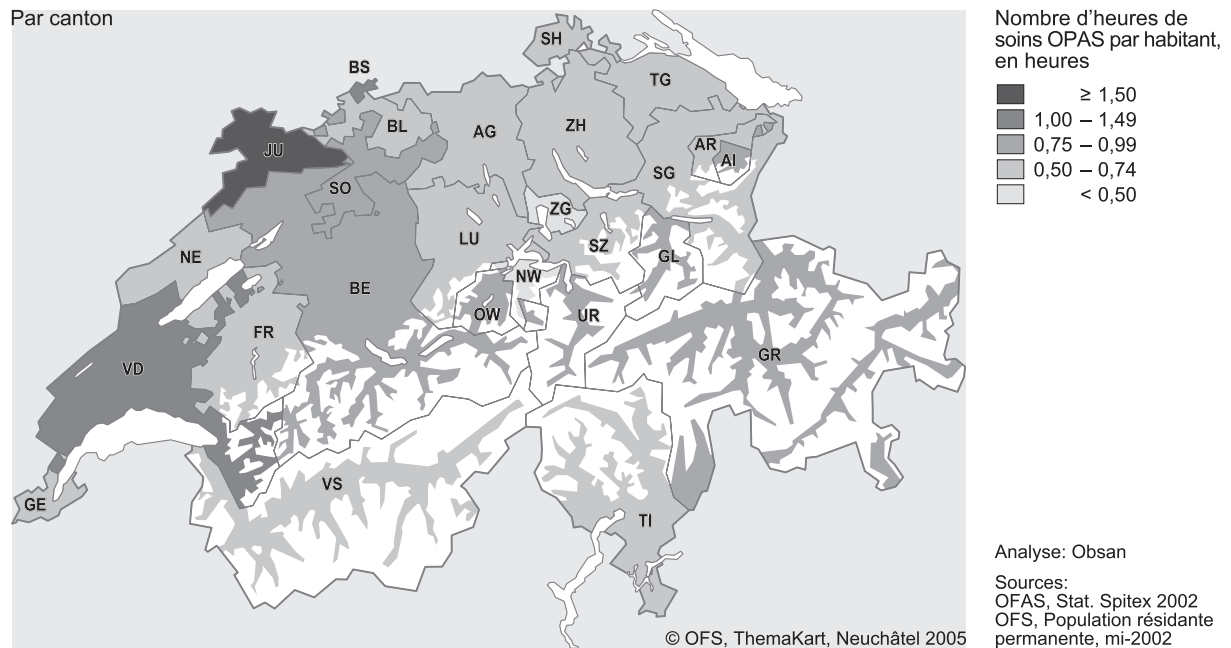 Par canton
Nombre d'heures de
soins OPAS par habitant,
en heures
≥ 1,50
1,00 – 1,49
0,75 – 0,99
0,50 – 0,74
< 0,50
SH
BS
TG
BL
AG
ZH
JU
AR
AI
SO
SG
ZG
LU
SZ
NE
GL
NW
BE
OW
UR
FR
GR
VD
VS
GE
TI
Analyse: Obsan
Sources:
OFAS, Stat. Spitex 2002
OFS, Population résidante
permanente, mi-2002
© OFS, ThemaKart, Neuchâtel 2005